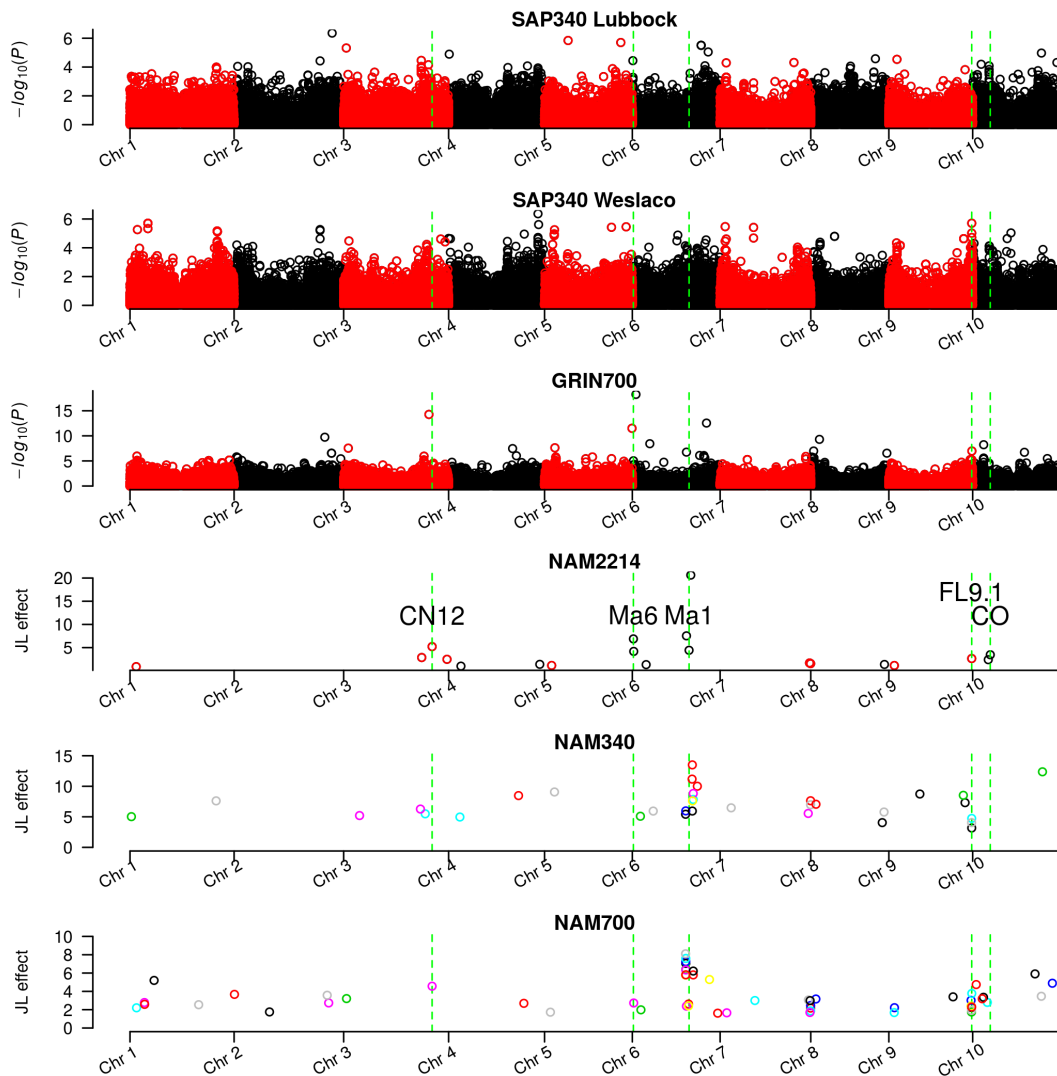 SAP340 Lubbock
−log10(P)
6
4
2
0
Chr 1 Chr 2 Chr 3 Chr 4 Chr 5 Chr 6 Chr 7 Chr 8 Chr 9 Chr 10
SAP340 Weslaco
−log10(P)
6
4
2
0
Chr 1 Chr 2 Chr 3 Chr 4 Chr 5 Chr 6 Chr 7 Chr 8 Chr 9 Chr 10
GRIN700
−log10(P)
15
10
5
0
Chr 1 Chr 2 Chr 3 Chr 4 Chr 5 Chr 6 Chr 7 Chr 8 Chr 9 Chr 10
NAM2214
JL effect
20
15
10
5
FL9.1
CN12 Ma6 Ma1 CO
Chr 1 Chr 2 Chr 3 Chr 4 Chr 5 Chr 6 Chr 7 Chr 8 Chr 9 Chr 10
NAM340
JL effect
15
10
5
0
Chr 1 Chr 2 Chr 3 Chr 4 Chr 5 Chr 6 Chr 7 Chr 8 Chr 9 Chr 10
NAM700
JL effect
10
8
6
4
2
0
Chr 1 Chr 2 Chr 3 Chr 4 Chr 5 Chr 6 Chr 7 Chr 8 Chr 9 Chr 10